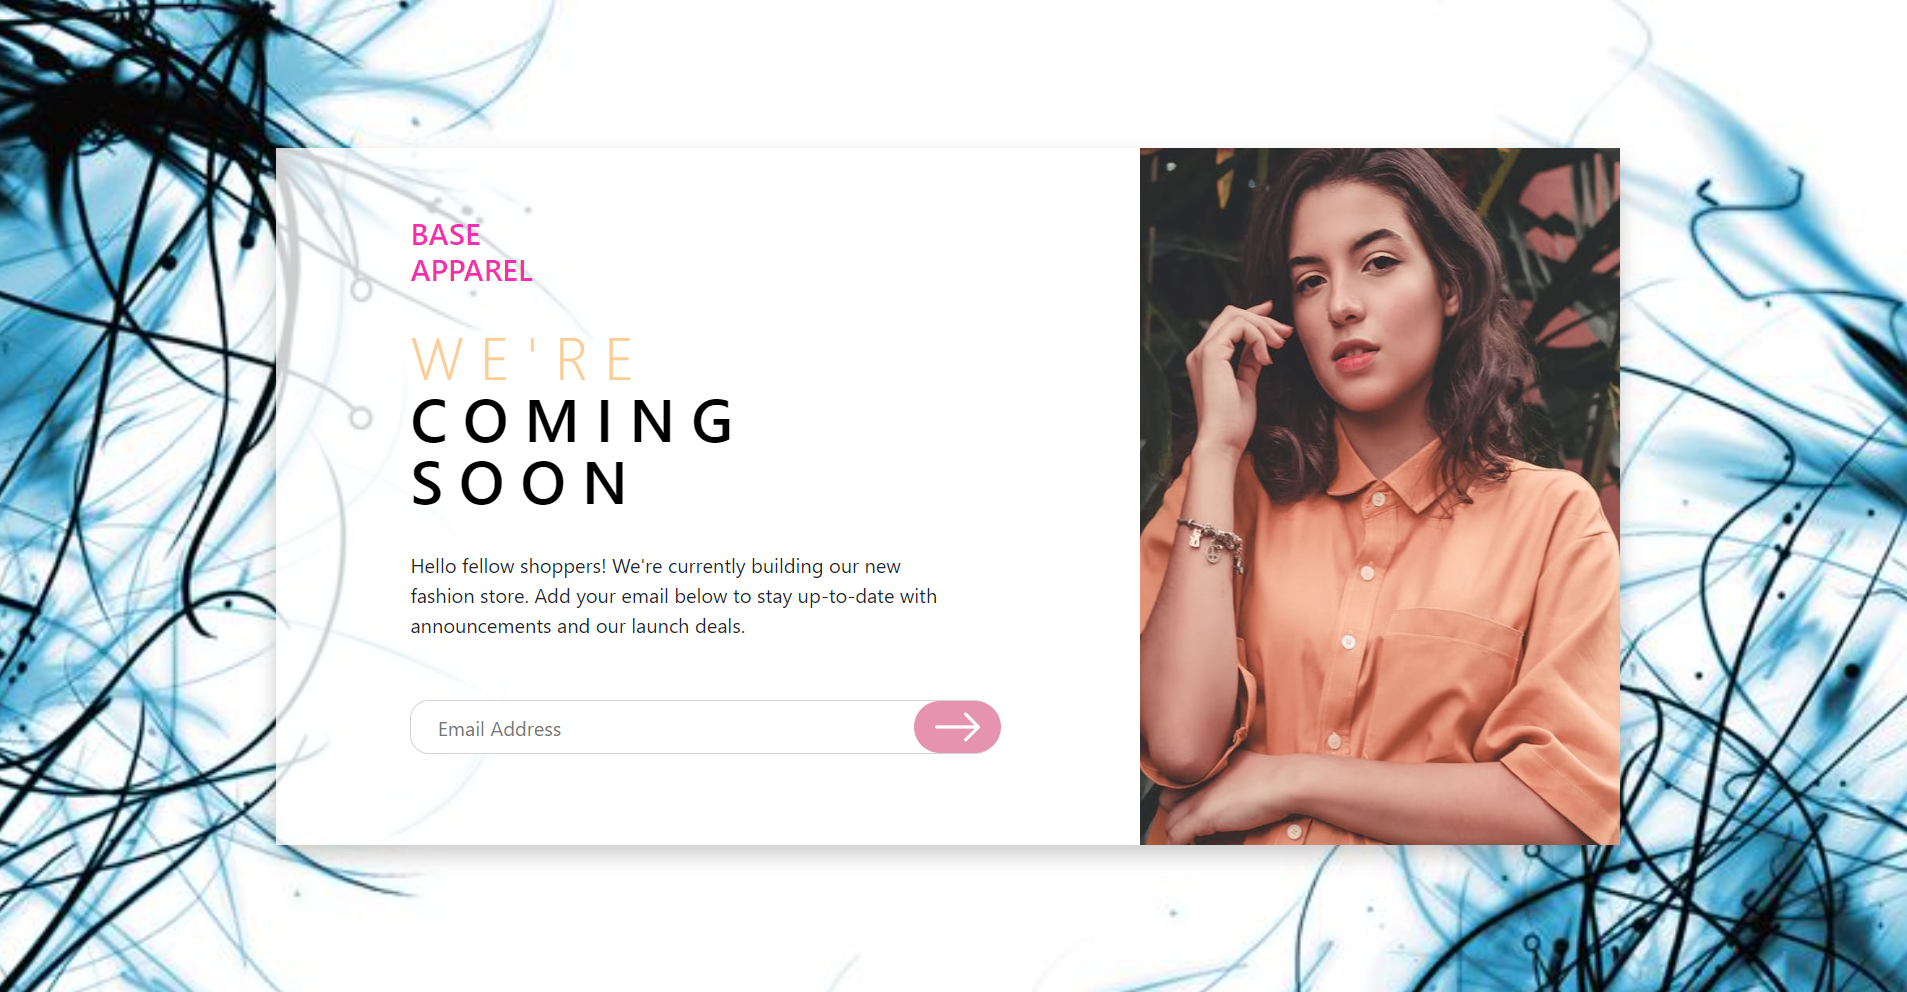 BASE
APPAREL
WE'RE
COMING
SOON
Hello fellow shoppers! We're currently building our new
fashion store. Add your email below to stay up-to-date with
announcements and our launch deals.
Email Address